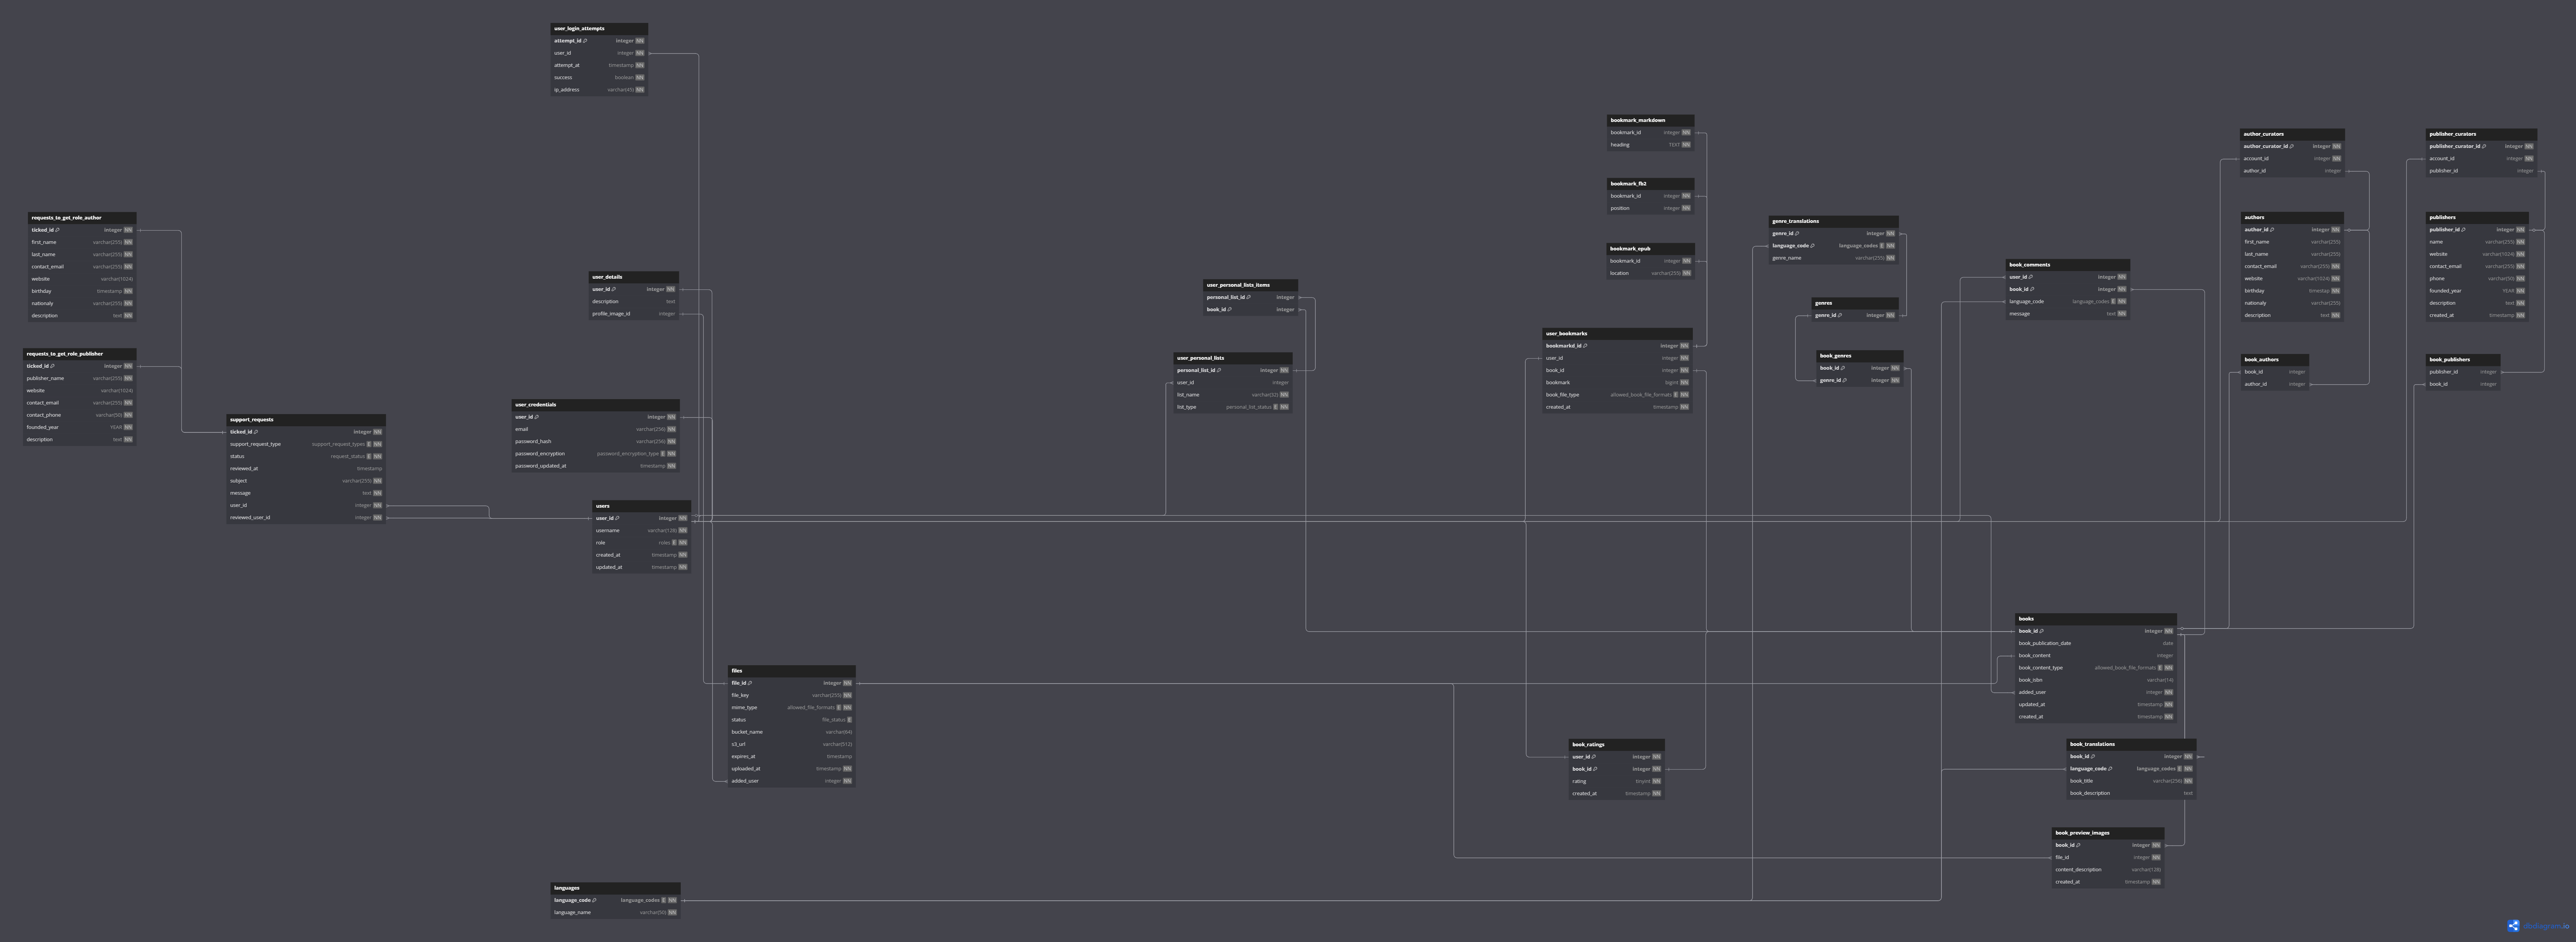 user_login_attempts
attempt_id integer NN
user_id integer NN
attempt_at timestamp NN
success boolean NN
ip_address varchar(45) NN
bookmark_markdown
bookmark_id integer NN
heading TEXT NN
bookmark_fb2
bookmark_id integer NN
position integer NN
bookmark_epub
bookmark_id integer NN
location varchar(255) NN
author_curators
author_curator_id integer NN
account_id integer NN
author_id integer
publisher_curators
publisher_curator_id integer NN
account_id integer NN
publisher_id integer
requests_to_get_role_author
ticked_id integer NN
first_name varchar(255) NN
last_name varchar(255) NN
contact_email varchar(255) NN
website varchar(1024)
birthday timestamp NN
nationaly varchar(255) NN
description text NN
requests_to_get_role_publisher
ticked_id integer NN
publisher_name varchar(255) NN
website varchar(1024)
contact_email varchar(255) NN
contact_phone varchar(50) NN
founded_year YEAR NN
description text NN
support_requests
ticked_id integer NN
support_request_type support_request_types E NN
status request_status E NN
reviewed_at timestamp
subject varchar(255) NN
message text NN
user_id integer NN
reviewed_user_id integer NN
user_details
user_id integer NN
description text
profile_image_id integer
user_credentials
user_id integer NN
email varchar(256) NN
password_hash varchar(256) NN
password_encryption password_encryption_type E NN
password_updated_at timestamp NN
users
user_id integer NN
username varchar(128) NN
role roles E NN
created_at timestamp NN
updated_at timestamp NN
files
file_id integer NN
file_key varchar(255) NN
mime_type allowed_file_formats E NN
status file_status E
bucket_name varchar(64)
s3_url varchar(512)
expires_at timestamp
uploaded_at timestamp NN
added_user integer NN
languages
language_code language_codes E NN
language_name varchar(50) NN
user_personal_lists_items
personal_list_id integer
book_id integer
user_personal_lists
personal_list_id integer NN
user_id integer
list_name varchar(32) NN
list_type personal_list_status E NN
user_bookmarks
bookmarkd_id integer NN
user_id integer NN
book_id integer NN
bookmark bigint NN
book_file_type allowed_book_file_formats E NN
created_at timestamp NN
genre_translations
genre_id integer NN
language_code language_codes E NN
genre_name varchar(255) NN
genres
genre_id integer NN
book_genres
book_id integer NN
genre_id integer NN
book_comments
user_id integer NN
book_id integer NN
language_code language_codes E NN
message text NN
authors
author_id integer NN
first_name varchar(255)
last_name varchar(255)
contact_email varchar(255) NN
website varchar(1024) NN
birthday timestap NN
nationaly varchar(255)
description text NN
publishers
publisher_id integer NN
name varchar(255) NN
website varchar(1024) NN
contact_email varchar(255) NN
phone varchar(50) NN
founded_year YEAR NN
description text NN
created_at timestamp NN
book_authors
book_id integer
author_id integer
book_publishers
publisher_id integer
book_id integer
books
book_id integer NN
book_publication_date date
book_content integer
book_content_type allowed_book_file_formats E NN
book_isbn varchar(14)
added_user integer NN
updated_at timestamp NN
created_at timestamp NN
book_ratings
user_id integer NN
book_id integer NN
rating tinyint NN
created_at timestamp NN
book_translations
book_id integer NN
language_code language_codes E NN
book_title varchar(256) NN
book_description text
book_preview_images
book_id integer NN
file_id integer NN
content_description varchar(128)
created_at timestamp NN
dbdiagram.io